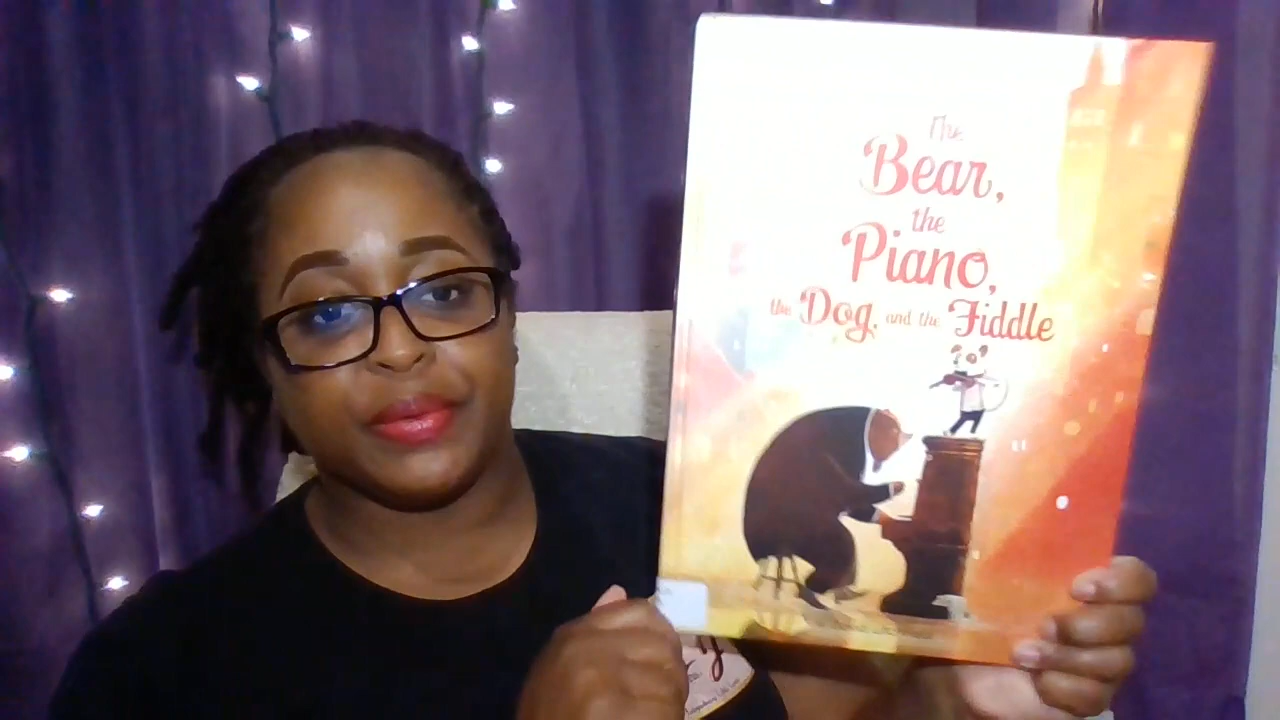 The
Bear,
the
Piano,
the Dog, and the Fiddle